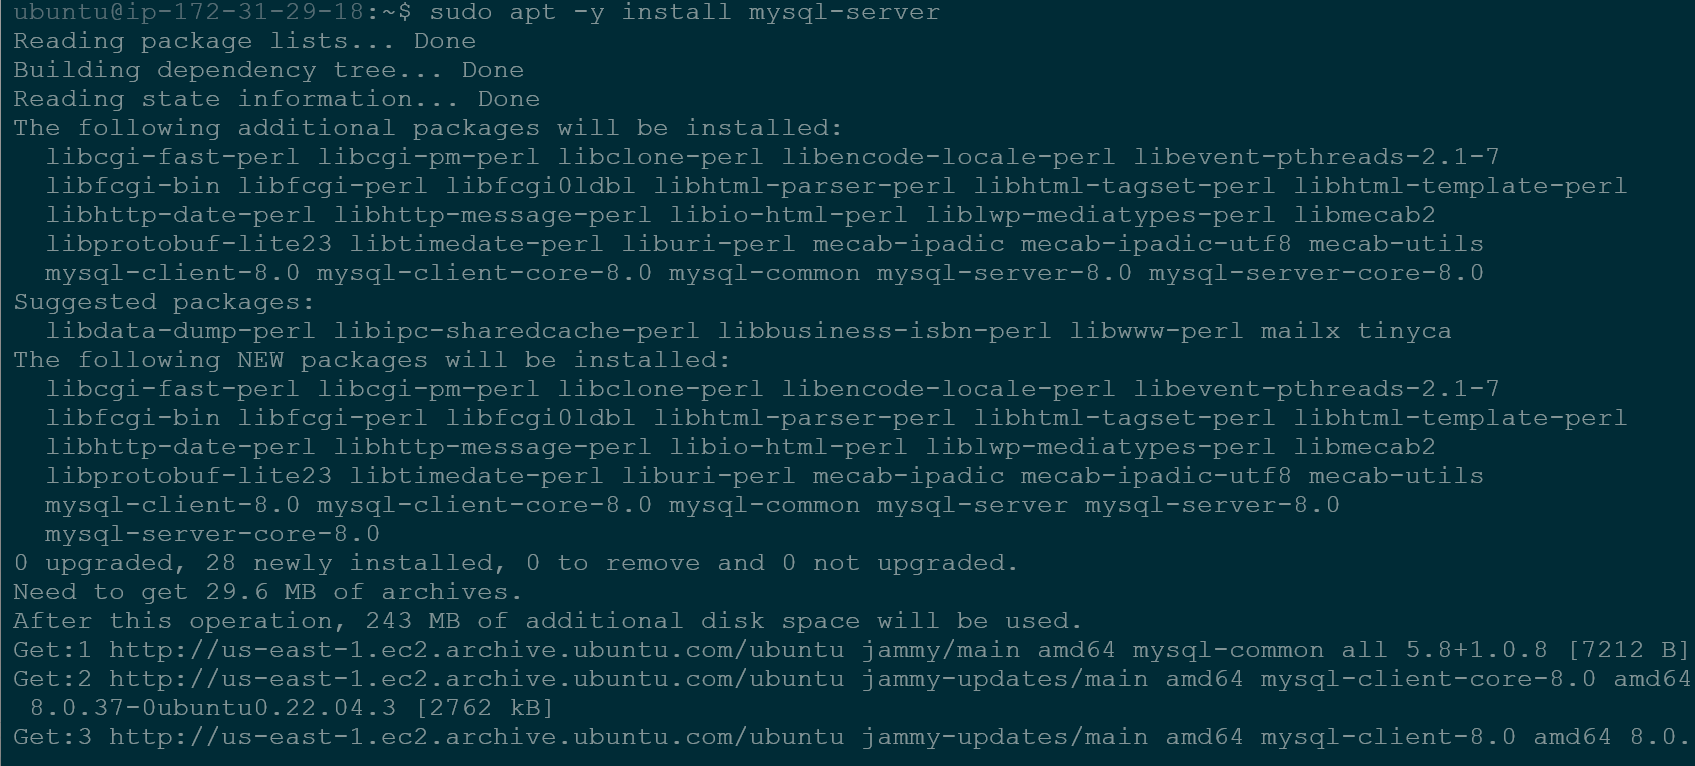 ubuntu@ip-172-31-29-18:~$ sudo apt -y install mysql-server
Reading package lists... Done
Building dependency tree... Done
Reading state information... Done
The following additional packages will be installed:
  libcgi-fast-perl libcgi-pm-perl libclone-perl libencode-locale-perl libevent-pthreads-2.1-7
  libfcgi-bin libfcgi-perl libfcgi0ldbl libhtml-parser-perl libhtml-tagset-perl libhtml-template-perl
  libhttp-date-perl libhttp-message-perl libio-html-perl liblwp-mediatypes-perl libmecab2
  libprotobuf-lite23 libtimedate-perl liburi-perl mecab-ipadic mecab-ipadic-utf8 mecab-utils
  mysql-client-8.0 mysql-client-core-8.0 mysql-common mysql-server-8.0 mysql-server-core-8.0
Suggested packages:
  libdata-dump-perl libipc-sharedcache-perl libbusiness-isbn-perl libwww-perl mailx tinyca
The following NEW packages will be installed:
  libcgi-fast-perl libcgi-pm-perl libclone-perl libencode-locale-perl libevent-pthreads-2.1-7
  libfcgi-bin libfcgi-perl libfcgi0ldbl libhtml-parser-perl libhtml-tagset-perl libhtml-template-perl
  libhttp-date-perl libhttp-message-perl libio-html-perl liblwp-mediatypes-perl libmecab2
  libprotobuf-lite23 libtimedate-perl liburi-perl mecab-ipadic mecab-ipadic-utf8 mecab-utils
  mysql-client-8.0 mysql-client-core-8.0 mysql-common mysql-server mysql-server-8.0
  mysql-server-core-8.0
0 upgraded, 28 newly installed, 0 to remove and 0 not upgraded.
Need to get 29.6 MB of archives.
After this operation, 243 MB of additional disk space will be used.
Get:1 http://us-east-1.ec2.archive.ubuntu.com/ubuntu jammy/main amd64 mysql-common all 5.8+1.0.8 [7212 B]
Get:2 http://us-east-1.ec2.archive.ubuntu.com/ubuntu jammy-updates/main amd64 mysql-client-core-8.0 amd64
 8.0.37-0ubuntu0.22.04.3 [2762 kB]
Get:3 http://us-east-1.ec2.archive.ubuntu.com/ubuntu jammy-updates/main amd64 mysql-client-8.0 amd64 8.0.